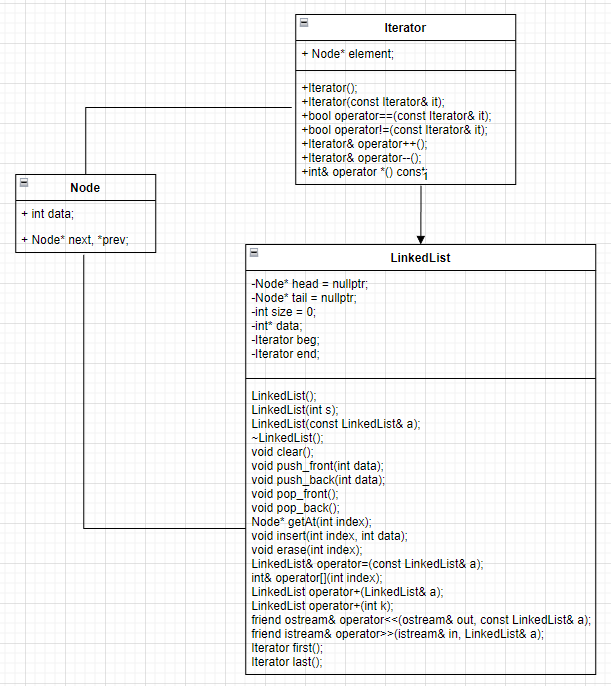 Iterator
+ Node* element;
+Iterator();
+Iterator(const Iterator& it);
+bool operator==(const Iterator& it);
+bool operator!=(const Iterator& it);
+Iterator& operator++();
+Iterator& operator--();
+int& operator *() const;
Node
+ int data;
+ Node* next, *prev;
LinkedList
-Node* head = nullptr;
-Node* tail = nullptr;
-int size = 0;
-int* data;
-Iterator beg;
-Iterator end;
LinkedList();
LinkedList(int s);
LinkedList(const LinkedList& a);
~LinkedList();
void clear();
void push_front(int data);
void push_back(int data);
void pop_front();
void pop_back();
Node* getAt(int index);
void insert(int index, int data);
void erase(int index);
LinkedList& operator=(const LinkedList& a);
int& operator[](int index);
LinkedList operator+(LinkedList& a);
LinkedList operator+(int k);
friend ostream& operator<<(ostream& out, const LinkedList& a);
friend istream& operator>>(istream& in, LinkedList& a);
Iterator first();
Iterator last();